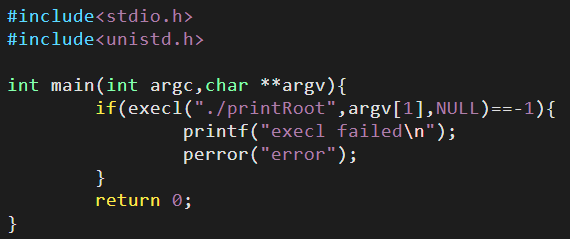 #include<stdio.h>
#include<unistd.h>
int main(int argc,char **argv){
if(execl("./printRoot",argv[1],NULL)==-1){
printf("execl failed\n");
perror("error");
}
return 0;
}